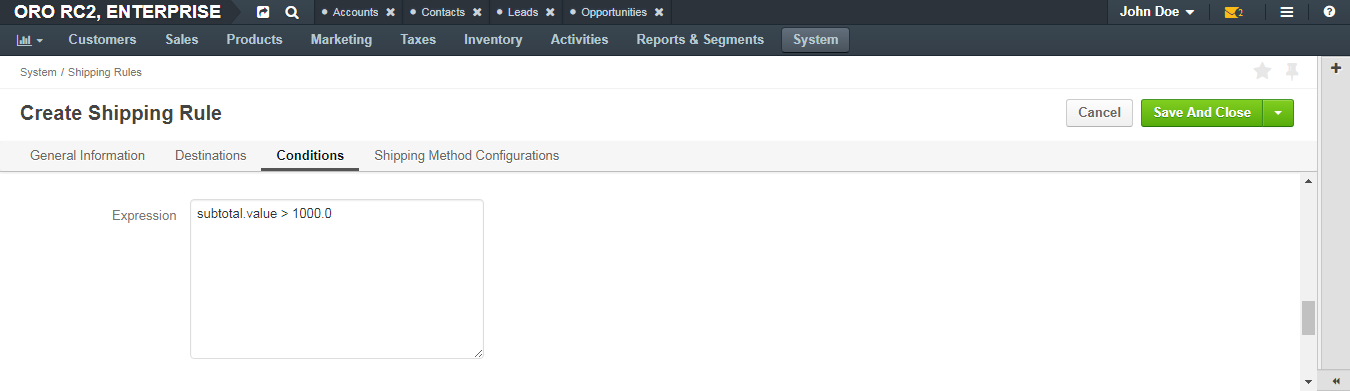 ORO RC2, ENTERPRISE Accounts Contacts Leads Opportunities John Doe 2
Customers Sales Products Marketing Taxes Inventory Activities Reports & Segments System
System / Shipping Rules
Create Shipping Rule Cancel Save And Close
General Information Destinations Conditions Shipping Method Configurations
Expression subtotal.value > 1000.0